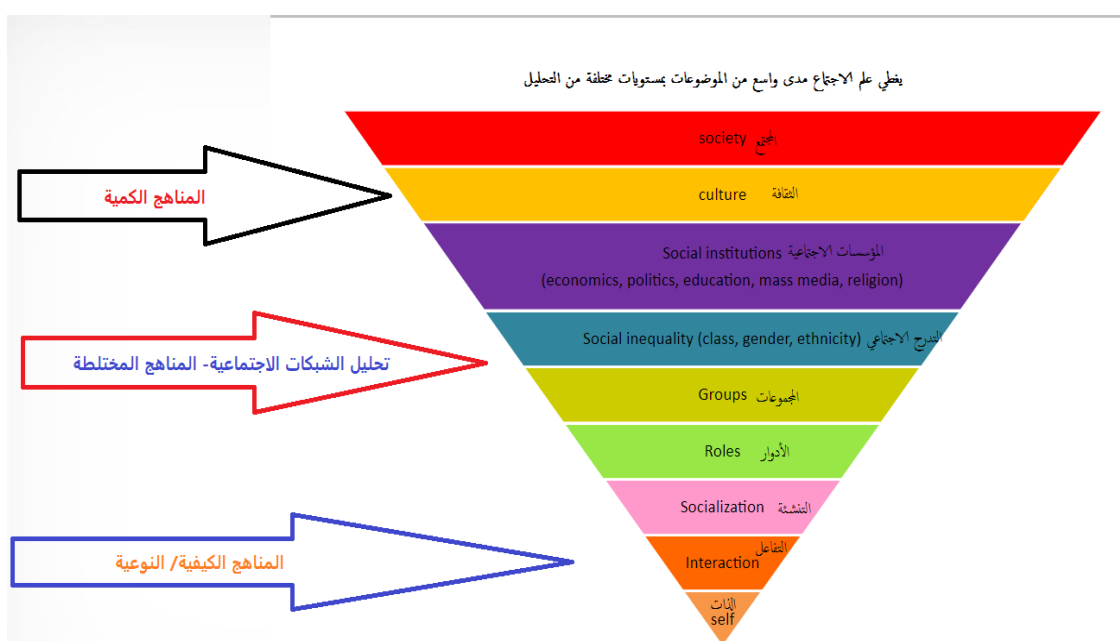 يغطي علم الاجتماع مدى واسع من الموضوعات بمستويات مختلفة من التحليل
المجتمع society
الثقافة culture
المناهج الكمية
المؤسسات الاجتماعية Social institutions
(economics, politics, education, mass media, religion)
التدرج الاجتماعي Social inequality (class, gender, ethnicity)
تحليل الشبكات الاجتماعية- المناهج المختلطة
المجموعات Groups
الأدوار Roles
التنشئة Socialization
التفاعل
Interaction
المناهج الكيفية/ النوعية
الذات
self